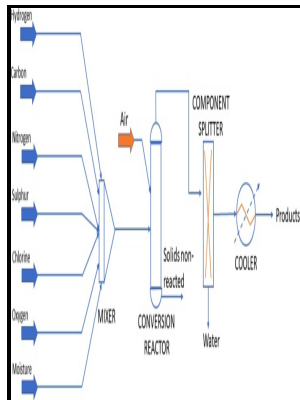 Hydrogen
Carbon
Nitrogen
Sulphur
Chlorine
Oxygen
Moisture
MIXER
Air
Solids non-
reacted
CONVERSION
REACTOR
COMPONENT
SPLITTER
Water
COOLER
Products